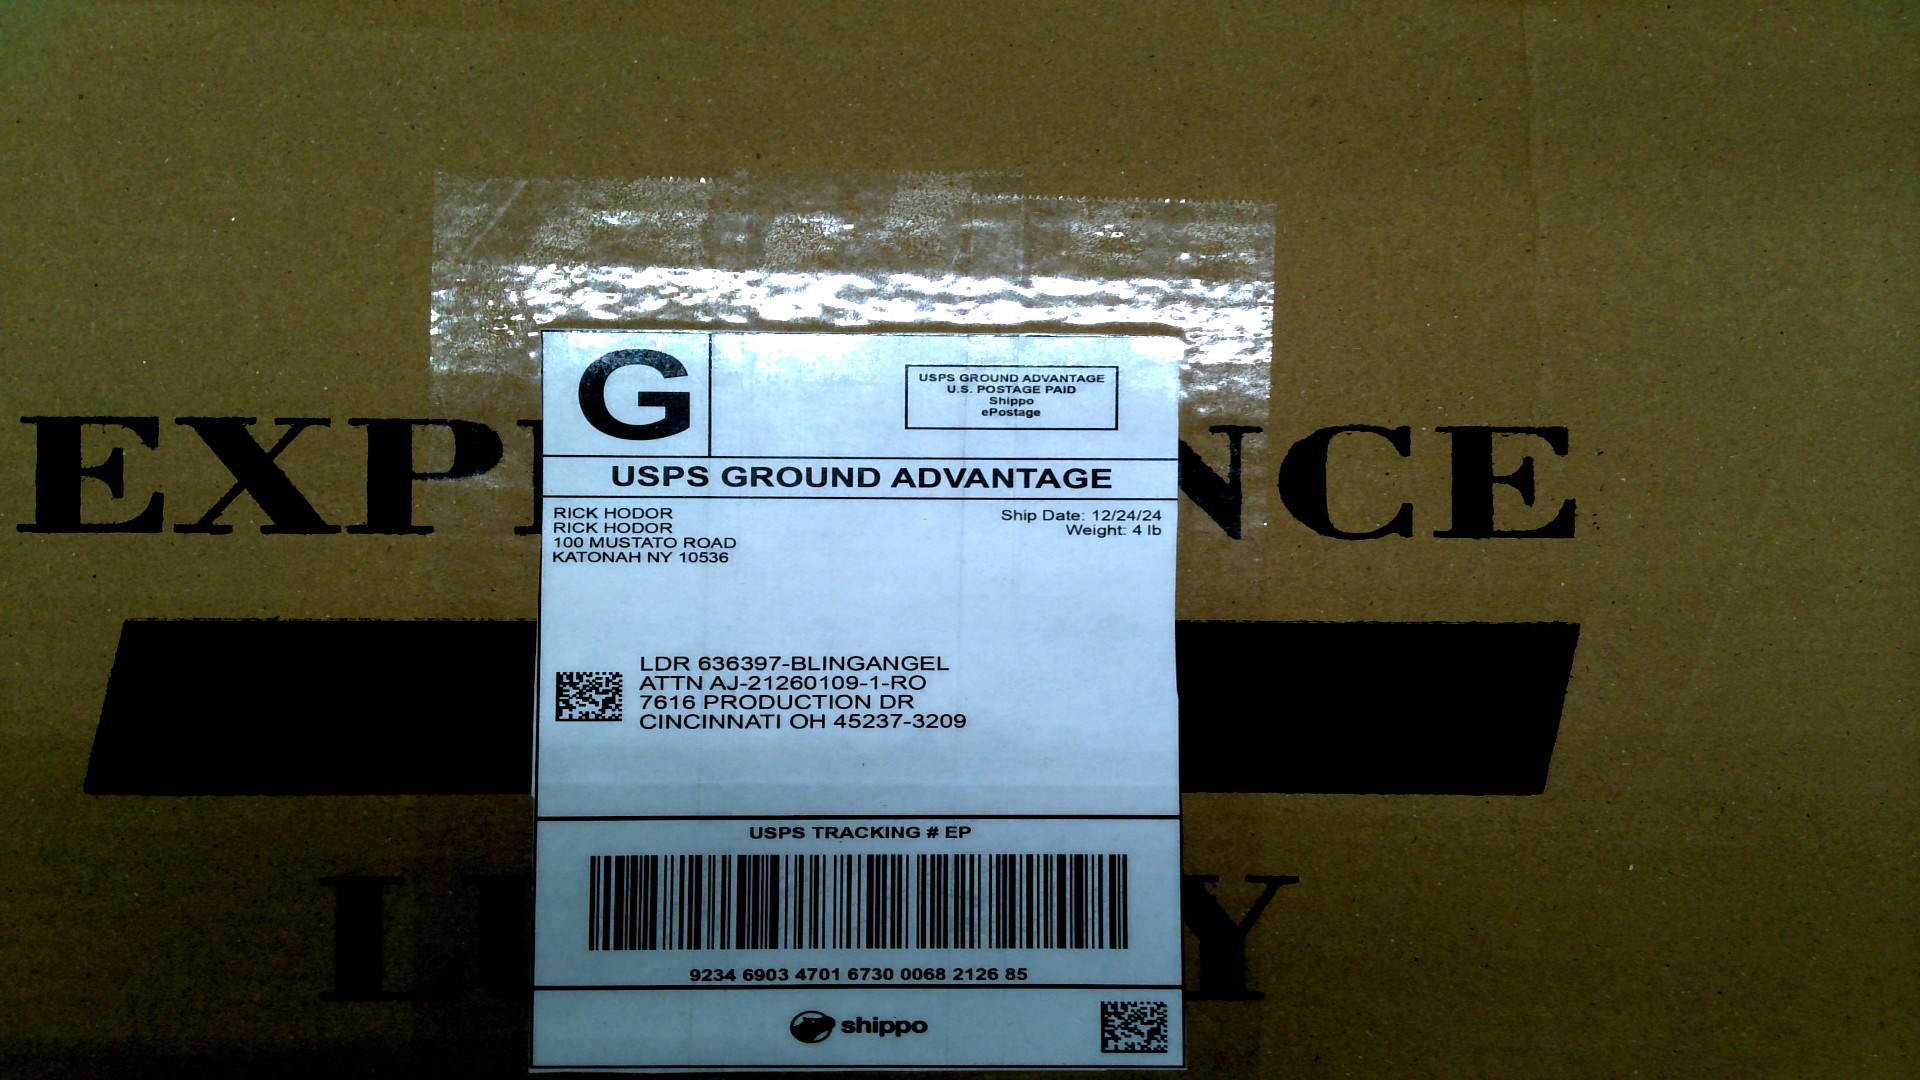 G
USPS GROUND ADVANTAGE
U.S. POSTAGE PAID
Shippo
ePostage
USPS GROUND ADVANTAGE
RICK HODOR
RICK HODOR
100 MUSTATO ROAD
KATONAH NY 10536
Ship Date: 12/24/24
Weight: 4 lb
LDR 636397-BLINGANGEL
ATTN AJ-21260109-1-RO
7616 PRODUCTION DR
CINCINNATI OH 45237-3209
USPS TRACKING # EP
9234 6903 4701 6730 0068 2126 85
shippo